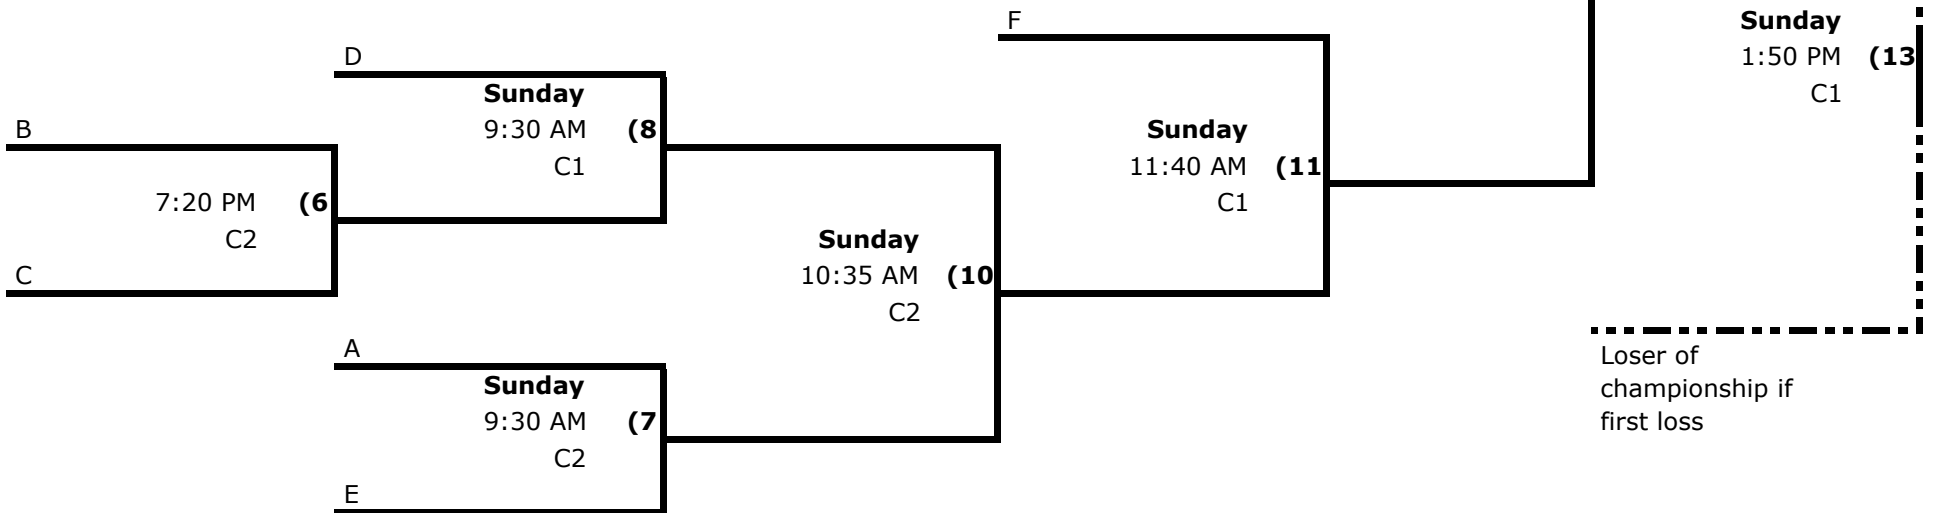 F
Sunday
1:50 PM (13
C1
D
Sunday
9:30 AM (8
C1
B
7:20 PM (6
C2
C
Sunday
11:40 AM (11
C1
Sunday
10:35 AM (10
C2
A
Sunday
9:30 AM (7
C2
E
Loser of
championship if
first loss